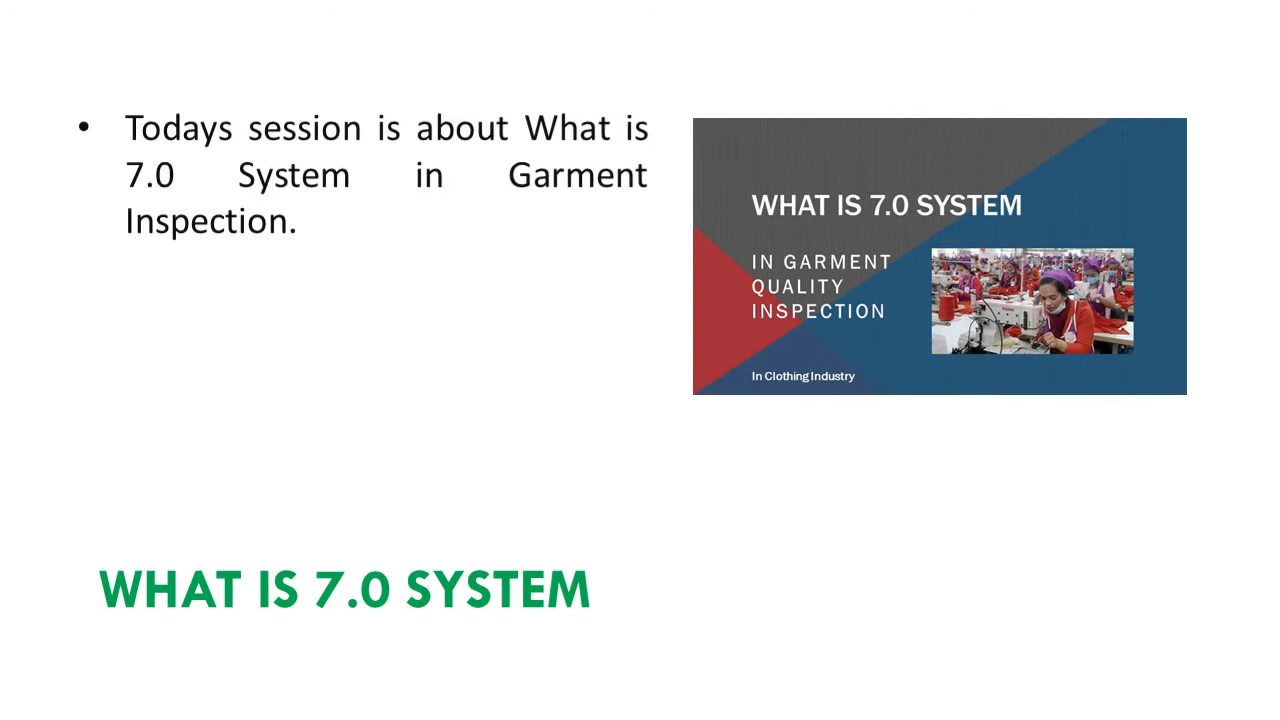 • Todays session is about What is
7.0 System in Garment
Inspection.
WHAT IS 7.0 SYSTEM
IN GARMENT
QUALITY
INSPECTION
In Clothing Industry
WHAT IS 7.0 SYSTEM